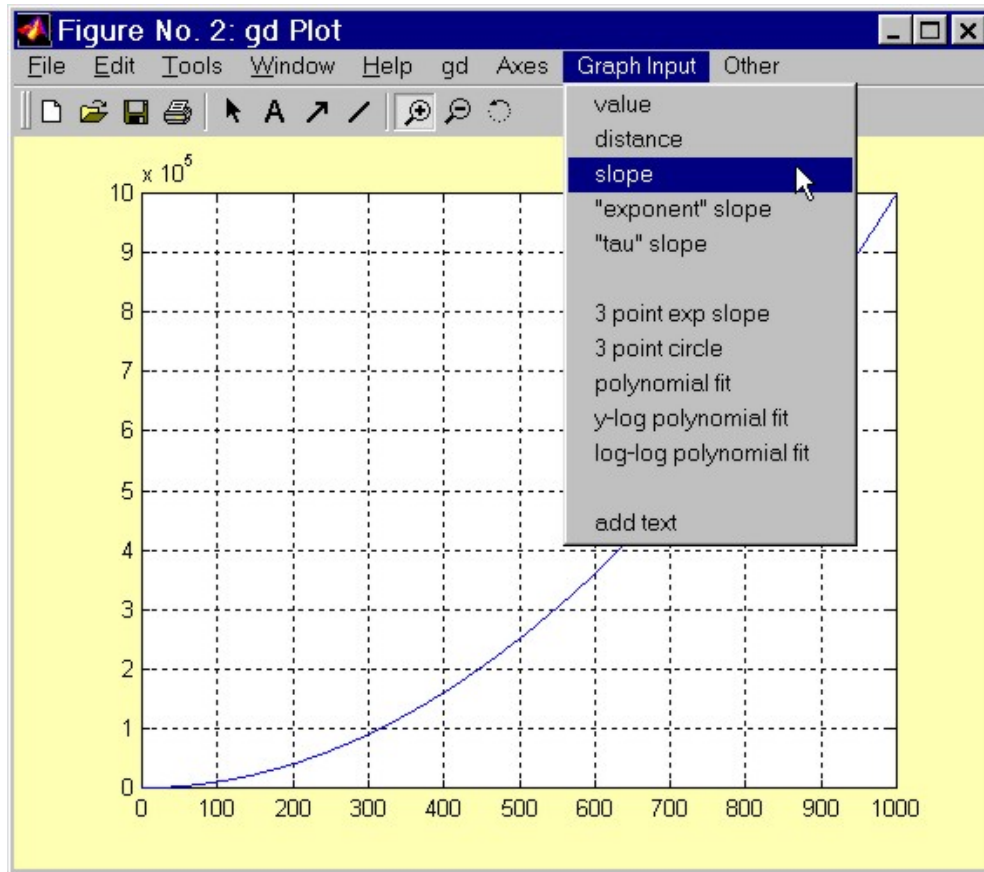 Figure No. 2: gd Plot
File Edit Tools Window Help gd Axes Graph Input Other
A
value
distance
slope
"exponent" slope
"tau" slope
3 point exp slope
3 point circle
polynomial fit
y-log polynomial fit
log-log polynomial fit
add text
x 10^5
10
9
8
7
6
5
4
3
2
1
0
0 100 200 300 400 500 600 700 800 900 1000